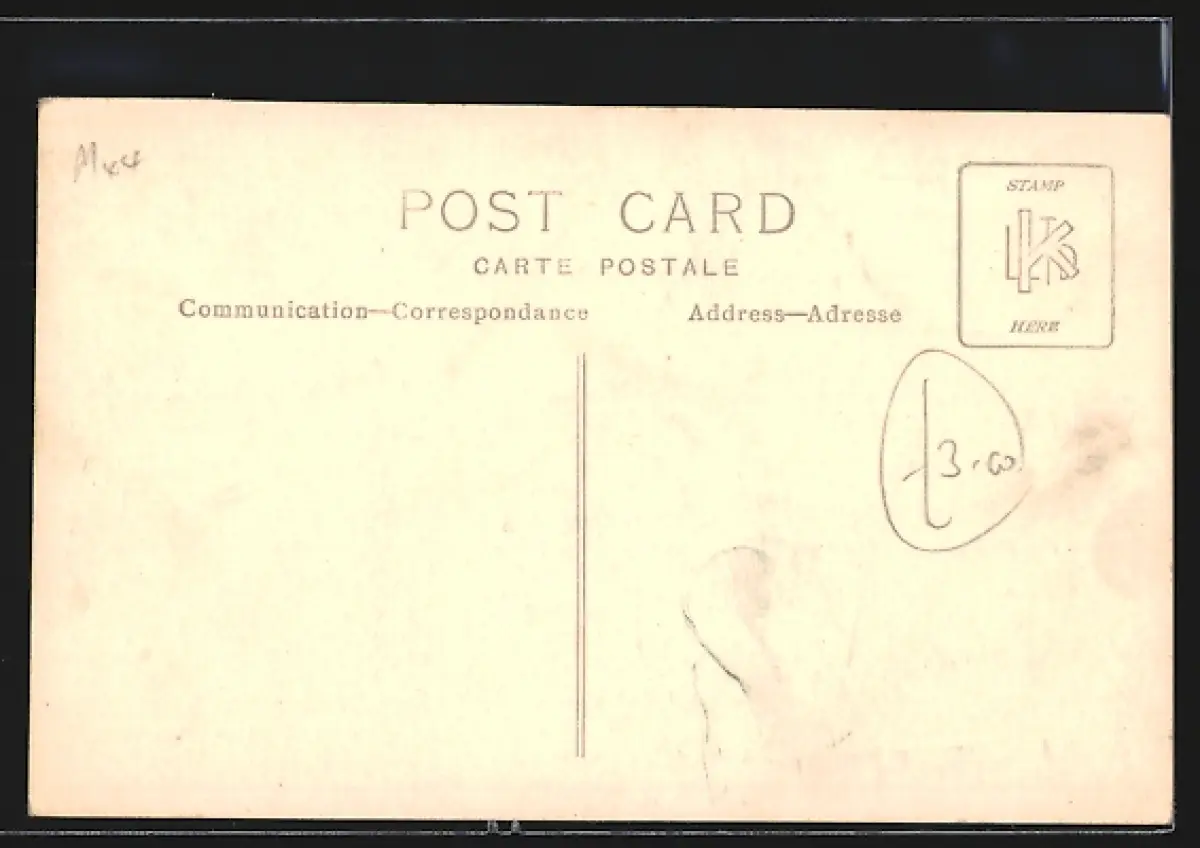 POST CARD
CARTE POSTALE
Communication—Correspondance
Address—Adresse
STAMP
HERE
£3.00